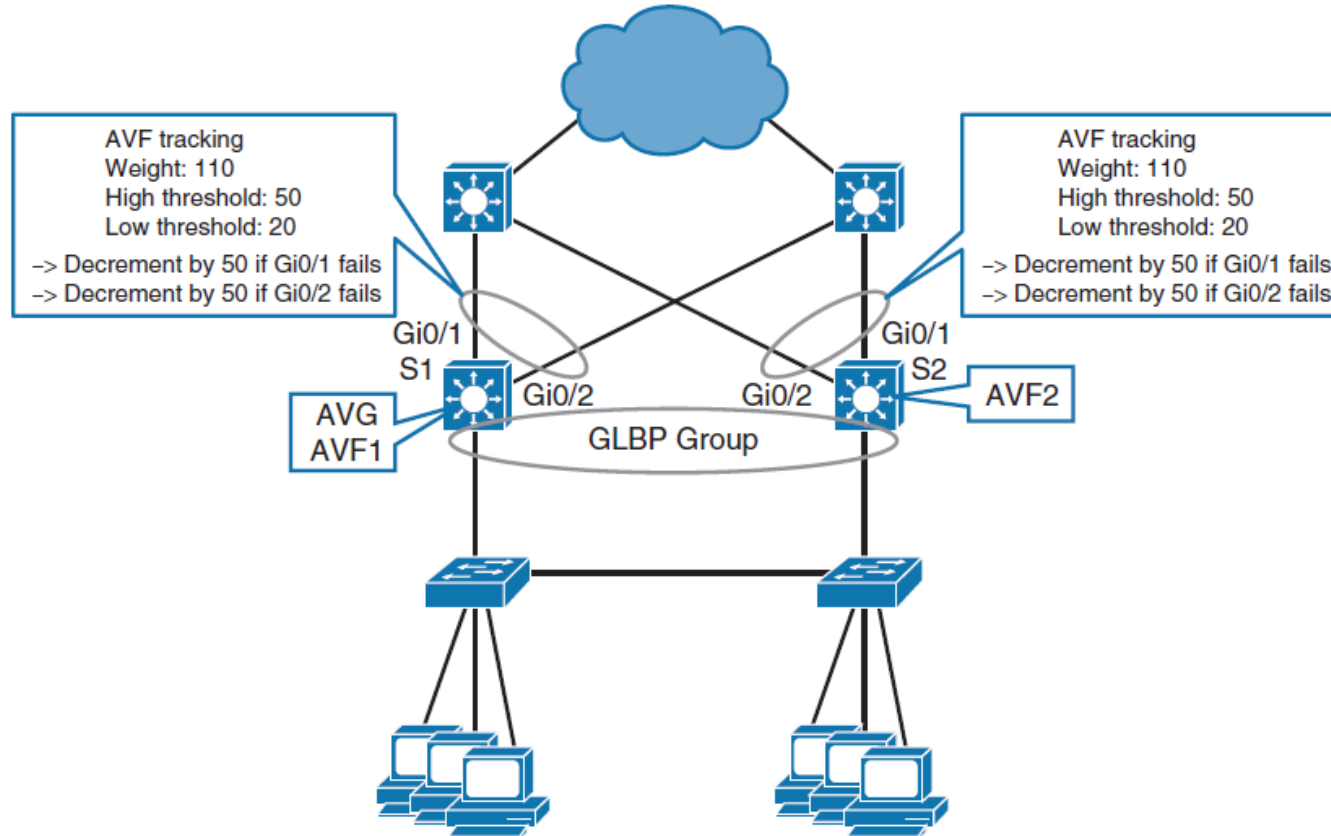 AVF tracking
Weight: 110
High threshold: 50
Low threshold: 20
–> Decrement by 50 if Gi0/1 fails
–> Decrement by 50 if Gi0/2 fails
AVF tracking
Weight: 110
High threshold: 50
Low threshold: 20
–> Decrement by 50 if Gi0/1 fails
–> Decrement by 50 if Gi0/2 fails
Gi0/1
S1
Gi0/2
Gi0/1
S2
Gi0/2
AVG
AVF1
AVF2
GLBP Group